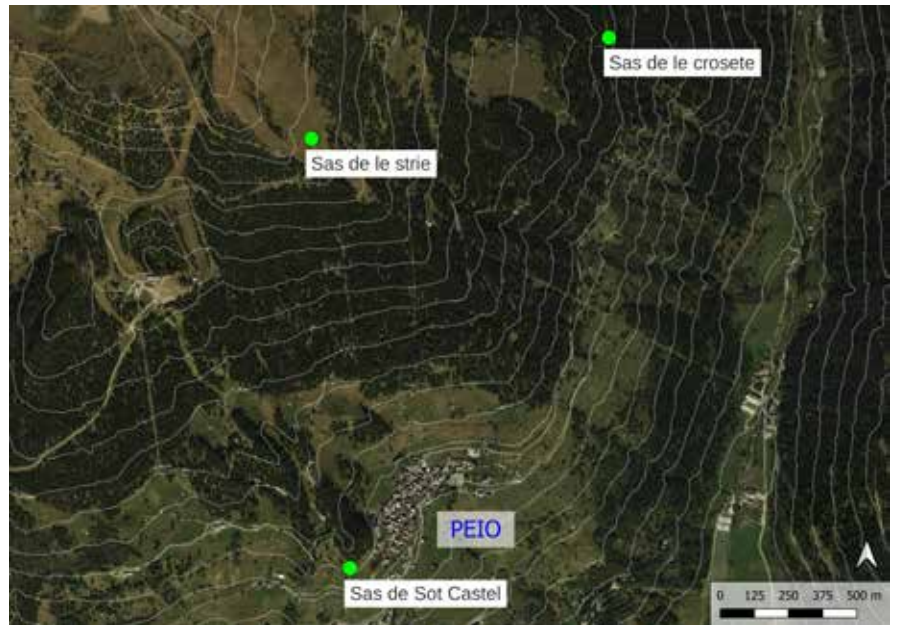 Sas de le crosete
Sas de le strie
PEIO
Sas de Sot Castel
0 125 250 375 500 m